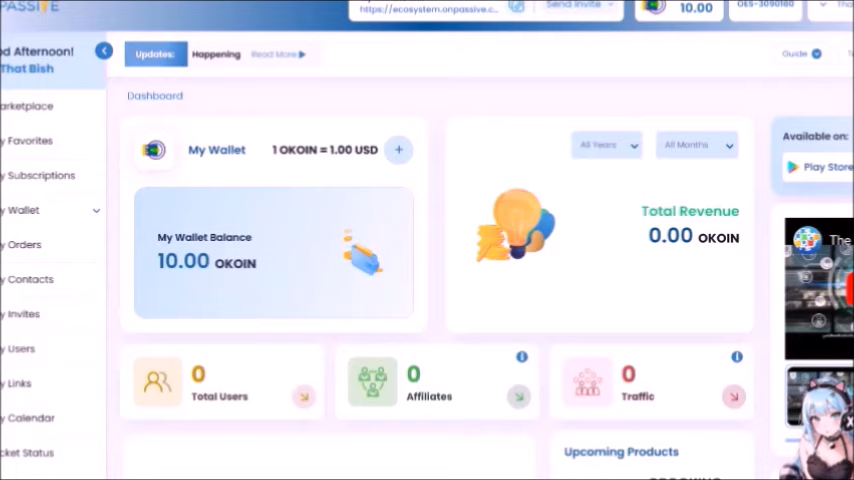 PASSIVE
https://ecosystem.onpassive.c...
Send Invite
10.00
OES-3090160
That
d Afternoon!
That Bish
Updates:
Happening
Read More
Guide
Dashboard
arketplace
y Favorites
y Subscriptions
y Wallet
y Orders
y Contacts
y Invites
y Users
y Links
y Calendar
cket Status
My Wallet
1 OKOIN = 1.00 USD
+
My Wallet Balance
10.00 OKOIN
All Years
All Months
Total Revenue
0.00 OKOIN
Available on:
Play Store
The
0
Total Users
0
Affiliates
0
Traffic
Upcoming Products